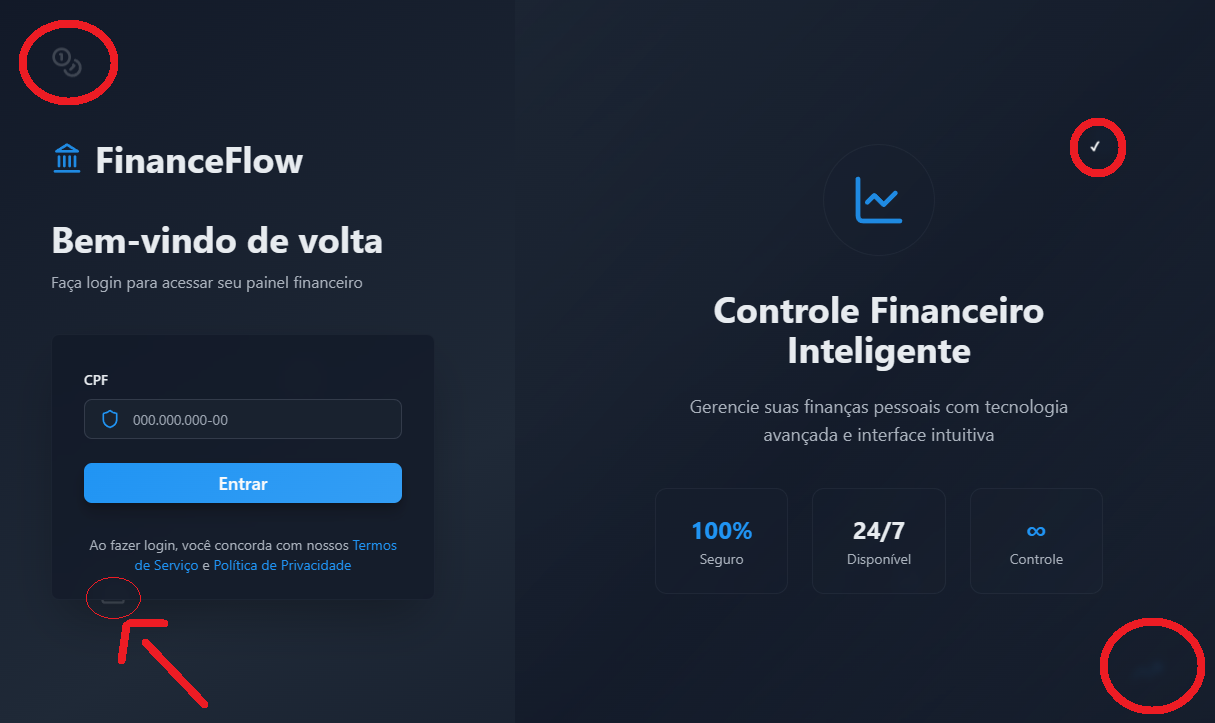 FinanceFlow
Bem-vindo de volta
Faça login para acessar seu painel financeiro
CPF
000.000.000-00
Entrar
Ao fazer login, você concorda com nossos Termos
de Serviço e Política de Privacidade
Controle Financeiro
Inteligente
Gerencie suas finanças pessoais com tecnologia
avançada e interface intuitiva
100%
Seguro
24/7
Disponível
∞
Controle